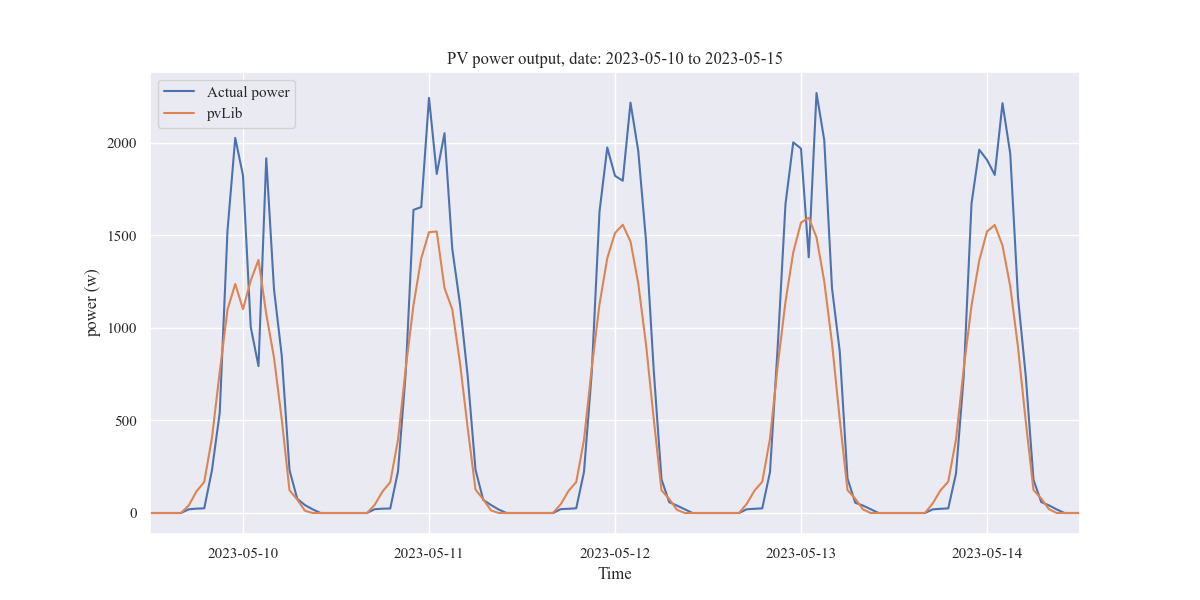 PV power output, date: 2023-05-10 to 2023-05-15
Actual power
pvLib
2000
1500
1000
500
0
power (w)
2023-05-10
2023-05-11
2023-05-12
2023-05-13
2023-05-14
Time